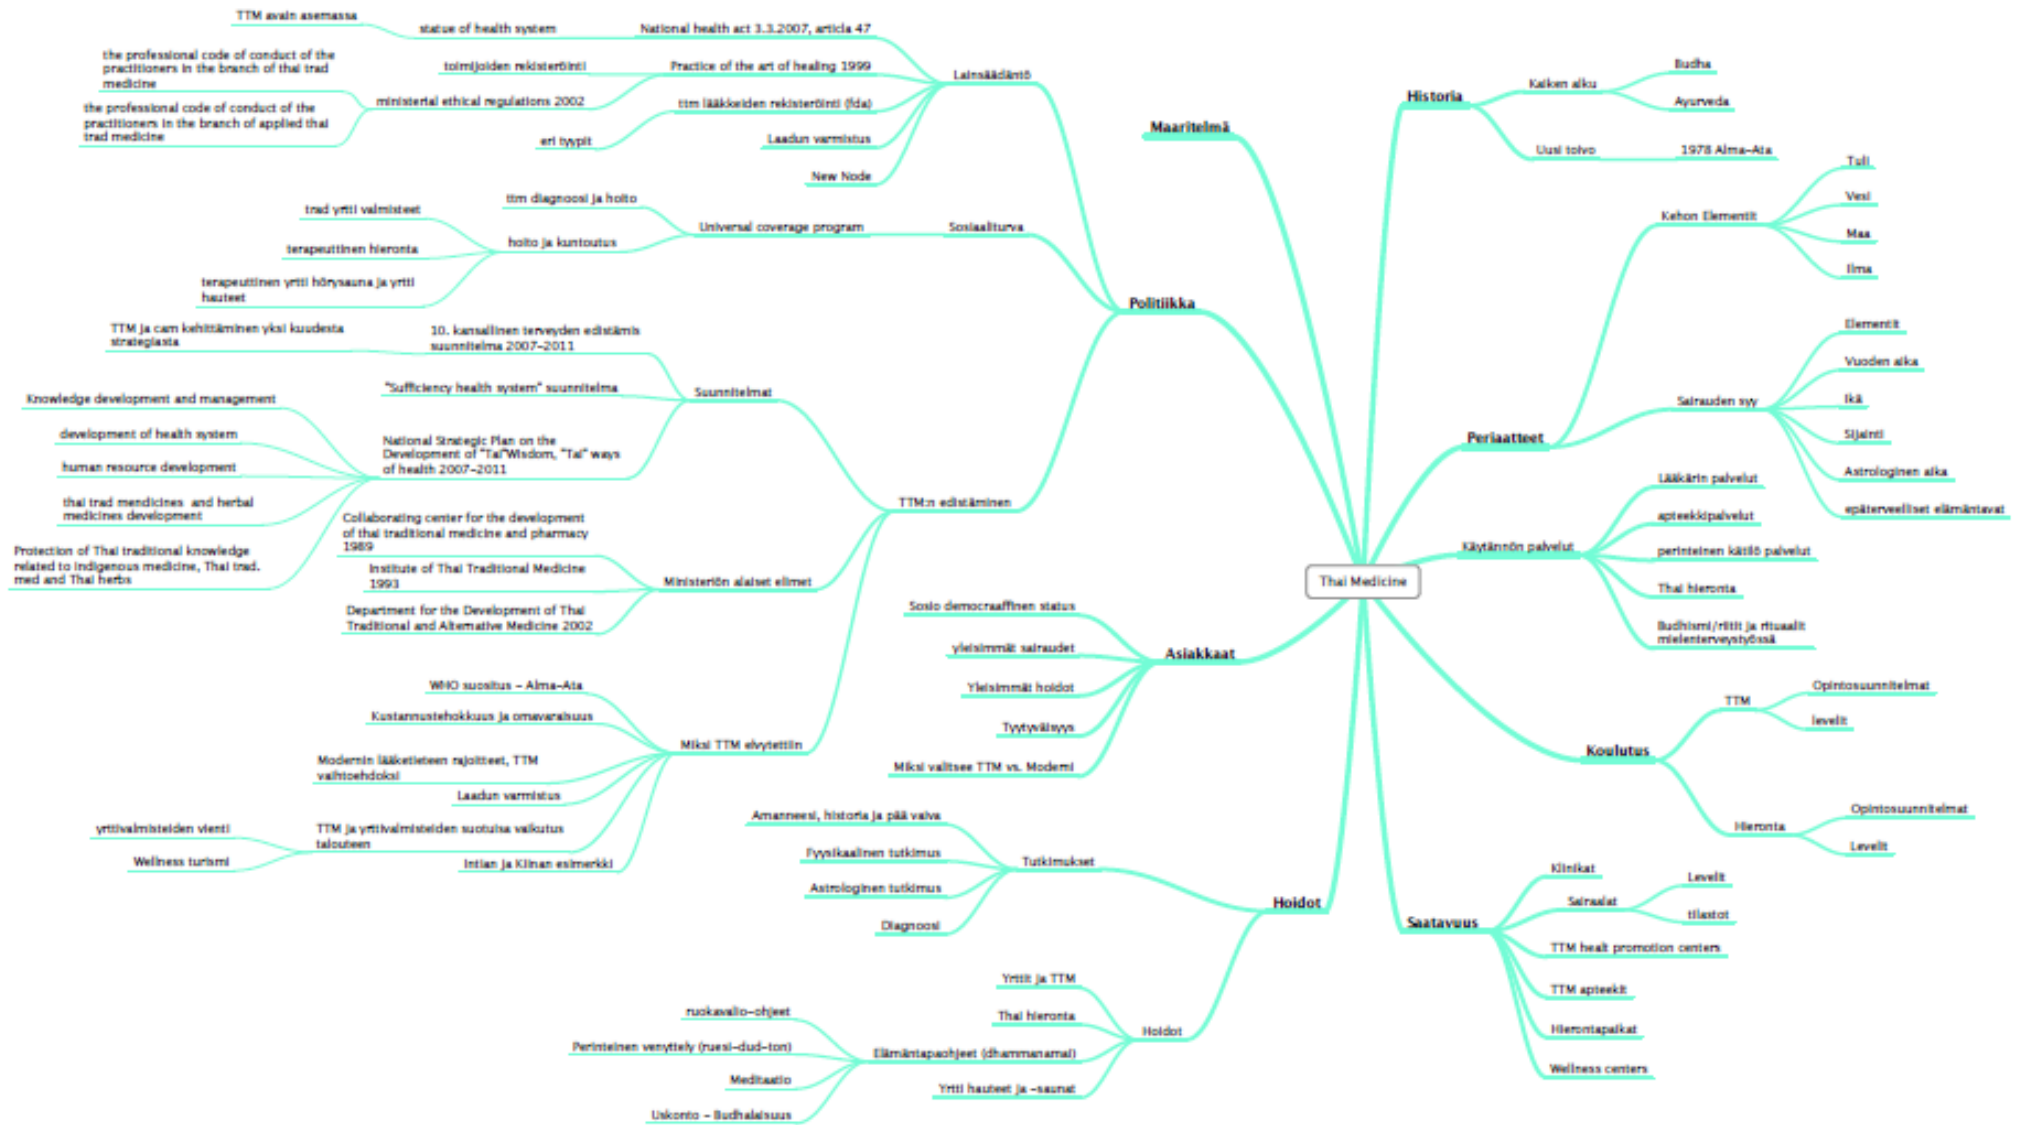 Thai Medicine
Maaritelmä
Politiikka
Lainsäädäntö
National health act 3.3.2007, article 47
statue of health system
TTM avain asemassa
Practice of the art of healing 1999
toimijoiden rekisteröinti
ministerial ethical regulations 2002
the professional code of conduct of the
practitioners in the branch of thai trad
medicine
the professional code of conduct of the
practitioners in the branch of applied thai
trad medicine
ttm lääkkeiden rekisteröinti (fda)
eri tyypit
Laadun varmistus
New Node
Sosiaaliturva
Universal coverage program
ttm diagnoosi ja hoito
hoito ja kuntoutus
trad yrtti valmisteet
terapeuttinen hieronta
terapeuttinen yrtti höyrysauna ja yrtti
hauteet
TTM:n edistäminen
Suunnitelmat
10. kansallinen terveyden edistämis
suunnitelma 2007-2011
TTM ja cam kehittäminen yksi kuudesta
strategiasta
"Sufficiency health system" suunnitelma
National Strategic Plan on the
Development of "Tai"Wisdom, "Tai" ways
of health 2007-2011
Knowledge development and management
development of health system
human resource development
thai trad mendicines and herbal
medicines development
Protection of Thai traditional knowledge
related to indigenous medicine, Thai trad.
med and Thai herbs
Ministeriön alaiset elimet
Collaborating center for the development
of thai traditional medicine and pharmacy
1989
Institute of Thai Traditional Medicine
1993
Department for the Development of Thai
Traditional and Alternative Medicine 2002
Miksi TTM elvytettiin
WHO suositus - Alma-Ata
Kustannustehokkuus ja omavaraisuus
Modernin lääketieteen rajoitteet, TTM
vaihtoehdoksi
Laadun varmistus
TTM ja yrttivalmisteiden suotuisa vaikutus
talouteen
yrttivalmisteiden vienti
Wellness turismi
Intian ja Kiinan esimerkki
Asiakkaat
Sosio democraaffinen status
yleisimmät sairaudet
Yleisimmät hoidot
Tyytyväisyys
Miksi valitsee TTM vs. Moderni
Hoidot
Tutkimukset
Amanneesi, historia ja pää vaiva
Fyysikaalinen tutkimus
Astrologinen tutkimus
Diagnoosi
Hoidot
Yrttit ja TTM
Thai hieronta
Elämäntapaohjeet (dhammanamai)
ruokavalio-ohjeet
Perinteinen venyttely (ruesi-dud-ton)
Meditaatio
Uskonto - Budhalaisuus
Yrtti hauteet ja -saunat
Historia
Kaiken alku
Budha
Ayurveda
Uusi toivo
1978 Alma-Ata
Periaatteet
Kehon Elementit
Tuli
Vesi
Maa
Ilma
Sairauden syy
Elementit
Vuoden aika
Ikä
Sijainti
Astrologinen aika
epäterveelliset elämäntavat
Käytännön palvelut
Lääkärin palvelut
apteekkipalvelut
perinteinen kätilö palvelut
Thai hieronta
Budhismi/riitit ja rituaalit
mielenterveystyössä
Koulutus
TTM
Opintosuunnitelmat
levelit
Hieronta
Opintosuunnitelmat
Levelit
Saatavuus
Klinikat
Sairaalat
Levelit
tilastot
TTM healt promotion centers
TTM apteekit
Hierontapaikat
Wellness centers